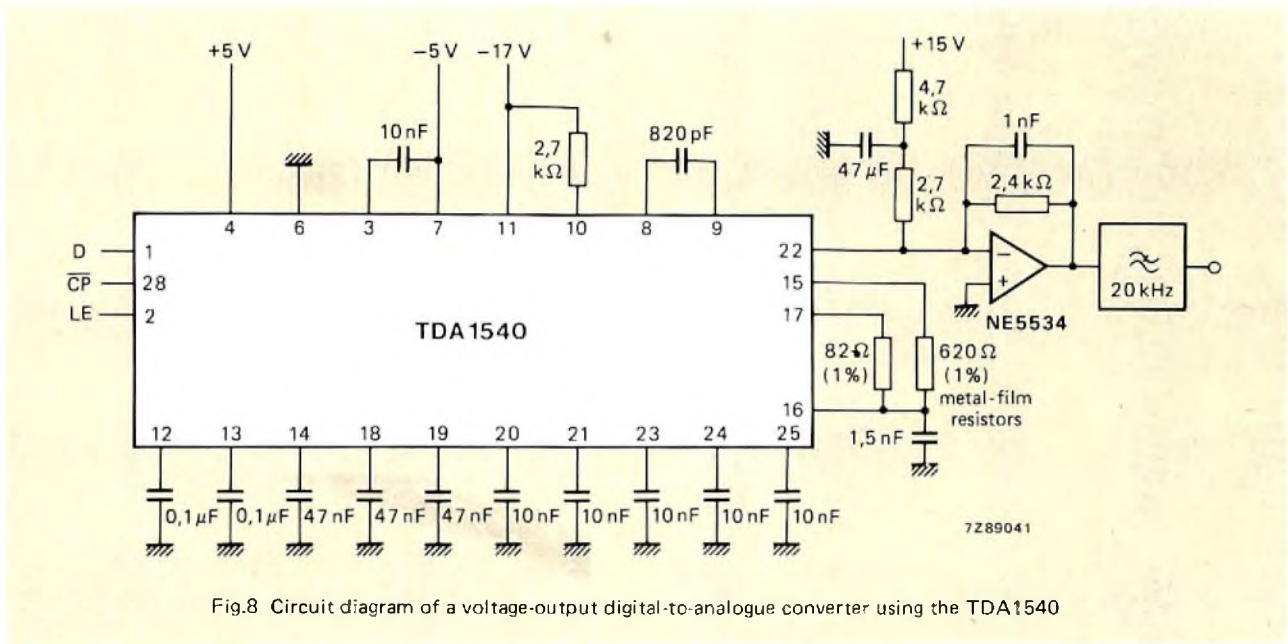 +5 V
−5 V
−17 V
+15 V
4,7 kΩ
10 nF
2,7 kΩ
820 pF
47 μF
2,7 kΩ
1 nF
2,4 kΩ
4
6
3
7
11
10
8
9
D
1
C̅P̅
28
LE
2
TDA1540
22
15
17
16
−
+
NE5534
20 kHz
82 Ω (1%)
620 Ω (1%)
metal-film resistors
1,5 nF
12
13
14
18
19
20
21
23
24
25
0,1 μF
0,1 μF
47 nF
47 nF
47 nF
10 nF
10 nF
10 nF
10 nF
10 nF
7Z89041
Fig.8 Circuit diagram of a voltage-output digital-to-analogue converter using the TDA1540